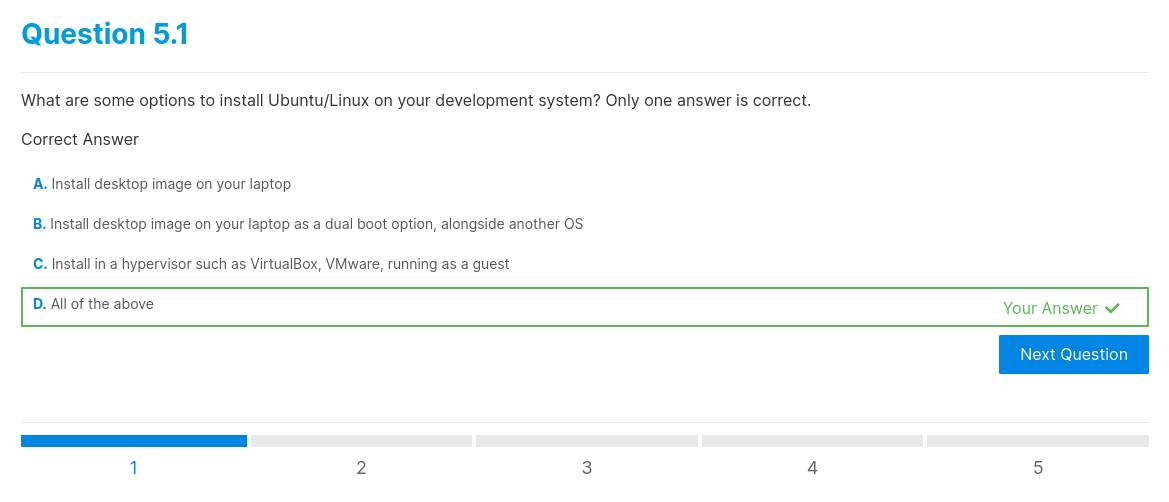 Question 5.1
What are some options to install Ubuntu/Linux on your development system? Only one answer is correct.
Correct Answer
A. Install desktop image on your laptop
B. Install desktop image on your laptop as a dual boot option, alongside another OS
C. Install in a hypervisor such as VirtualBox, VMware, running as a guest
D. All of the above
Your Answer ✓
Next Question
1 2 3 4 5